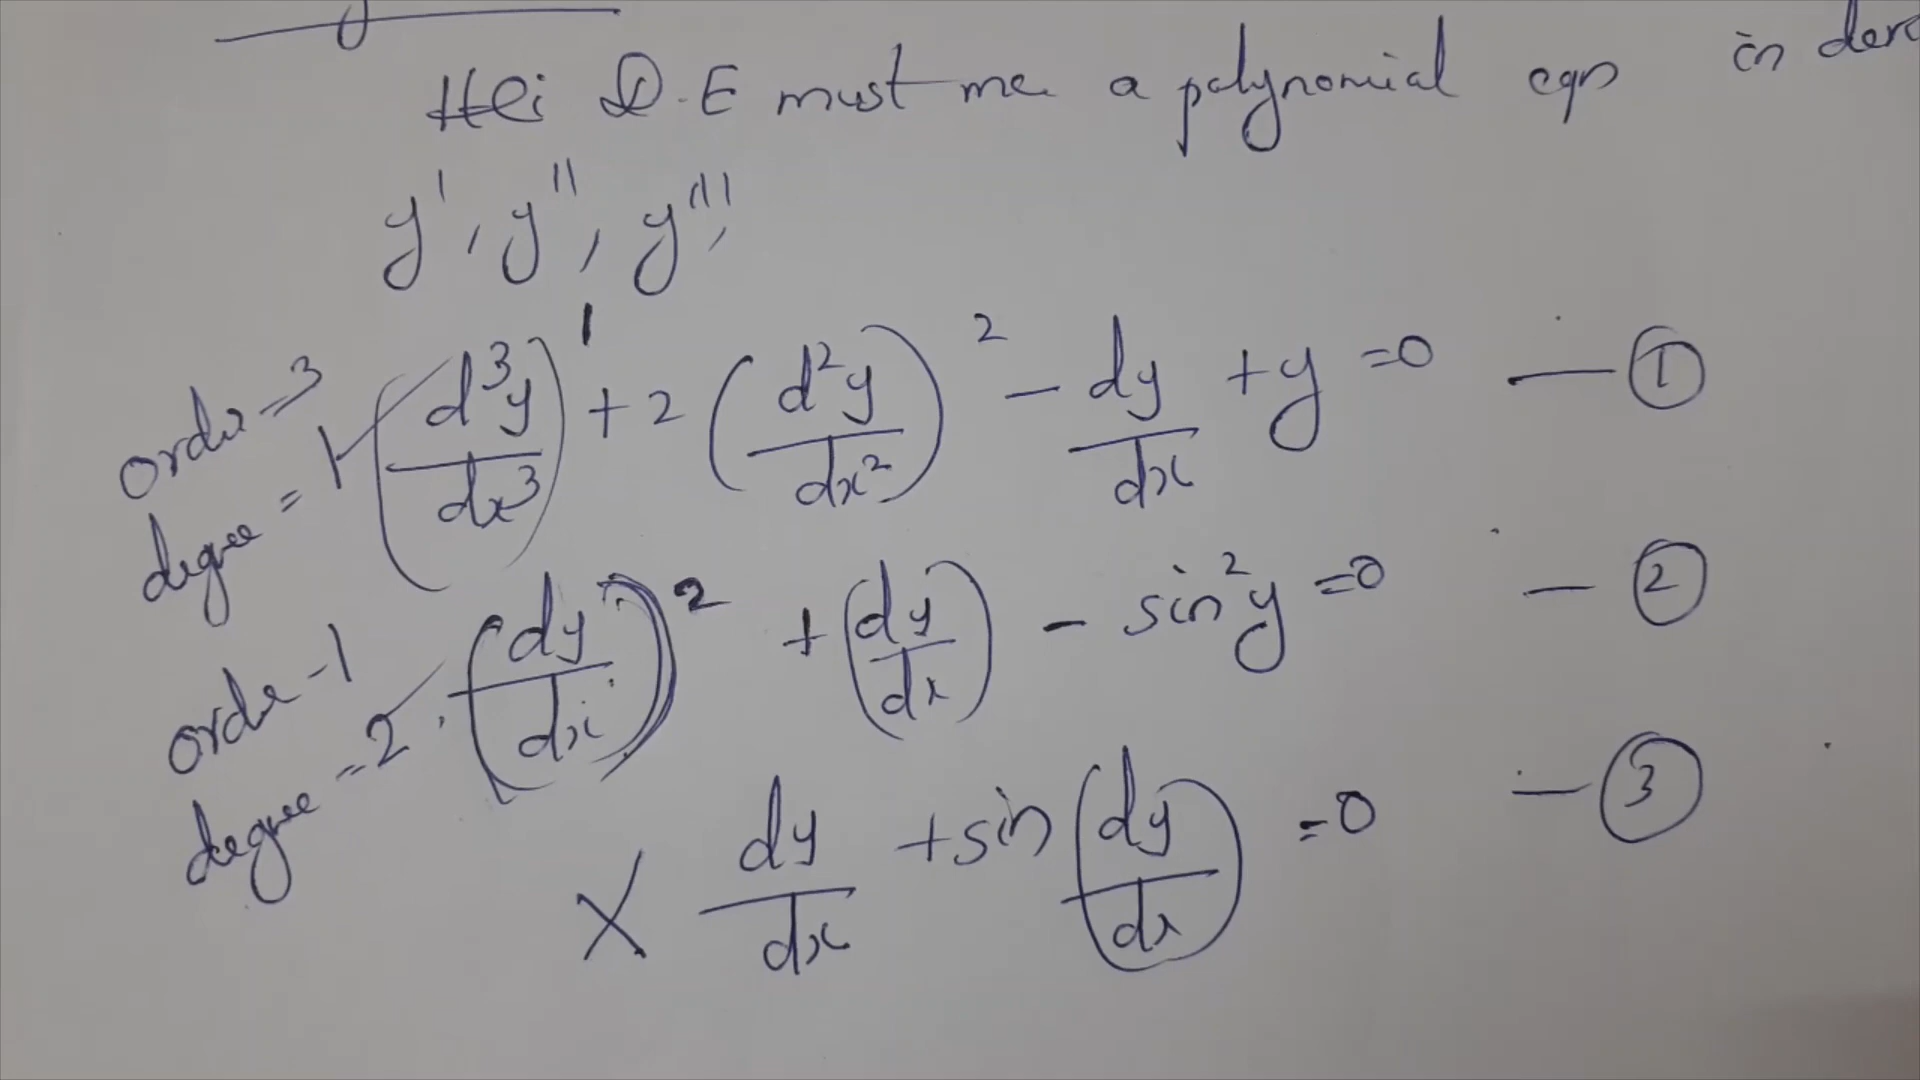 the D.E must me a polynomial eqn in
y', y'', y''',
order - 3
degree = 1
(d³y/dx³)¹ + 2 (d²y/dx²)² - dy/dx + y = 0 — ①
order - 1
degree = 2
(dy/dx)² + (dy/dx) - sin²y = 0 — ②
X dy/dx + sin (dy/dx) = 0 — ③